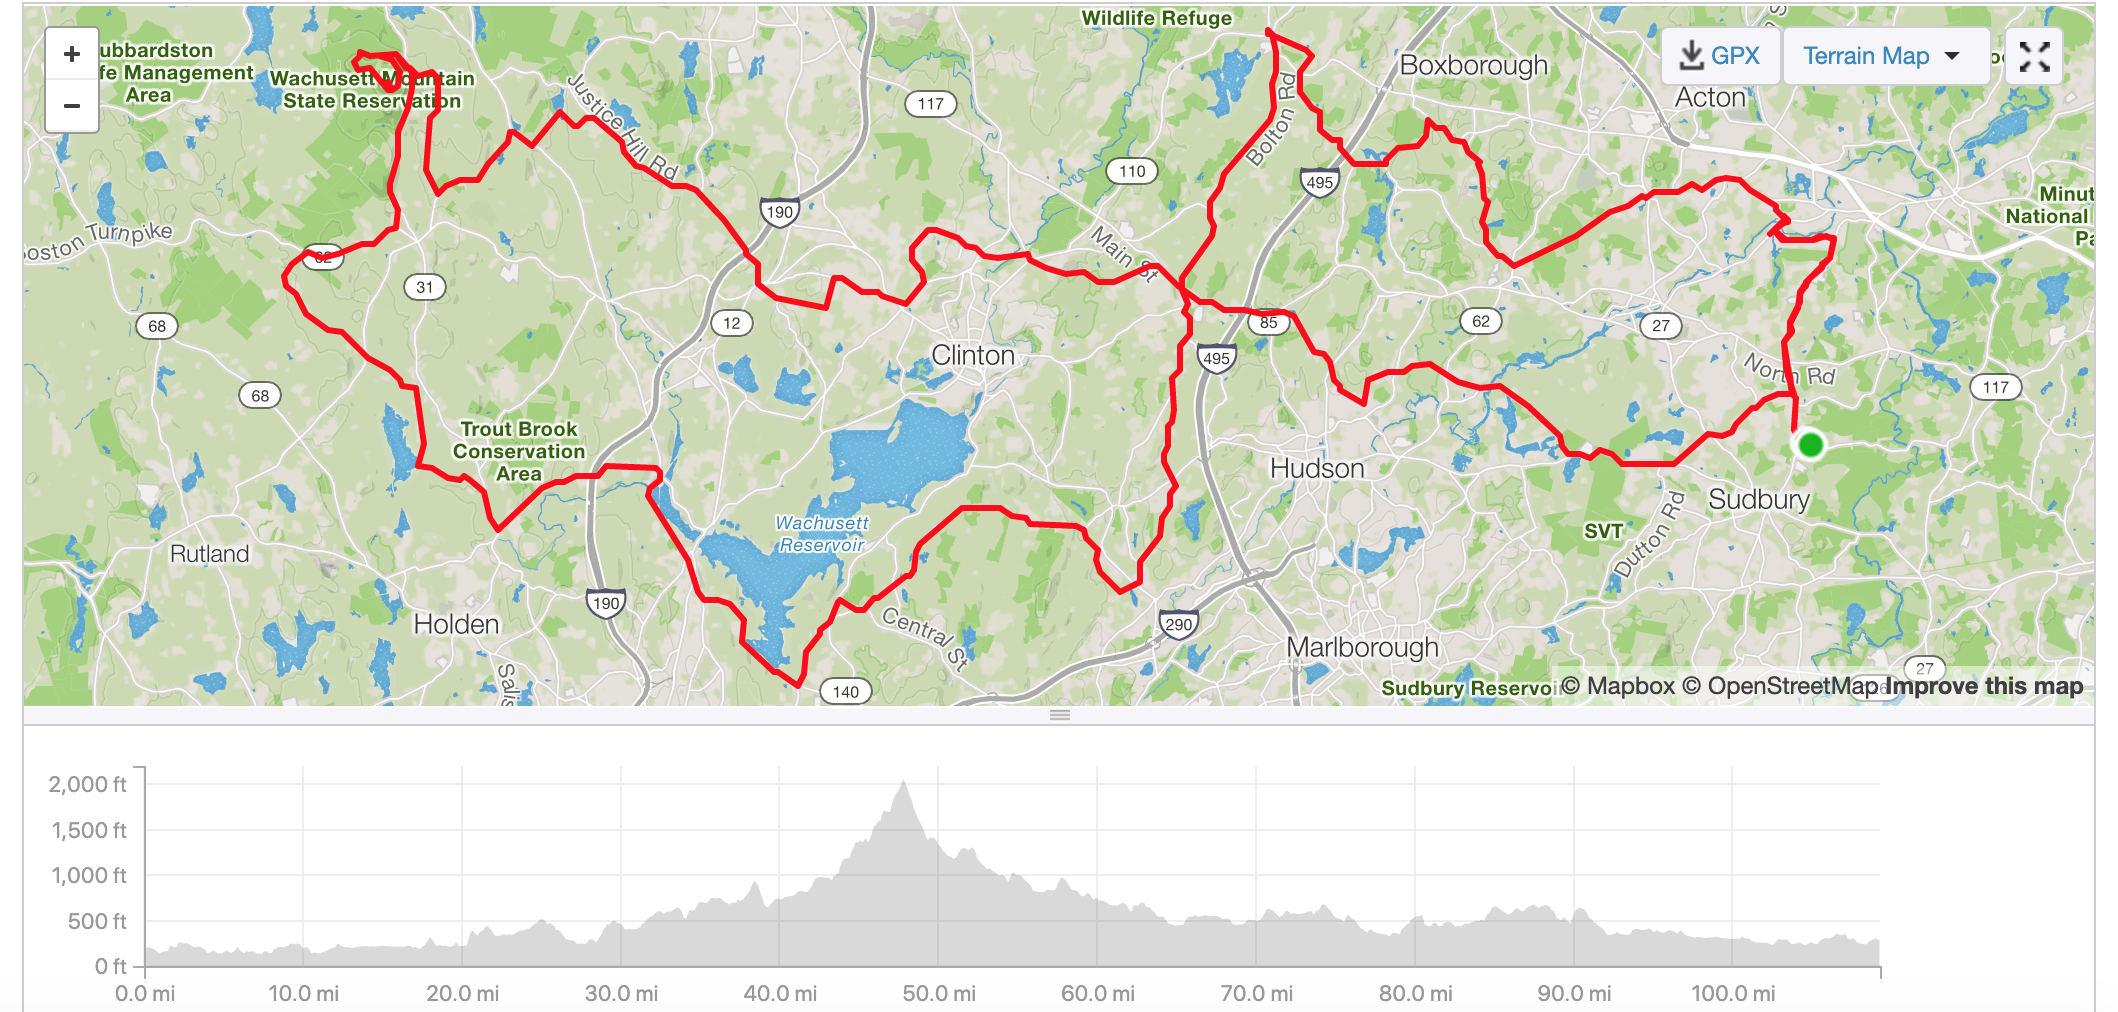 Wildlife Refuge
+
GPX
Terrain Map
ubbardston
fe Management
Area
Wachusett Mountain
State Reservation
Boxborough
Acton
Justice Hill Rd
117
Bolton Rd
110
495
190
Minut
National
Pa
oston Turnpike
Main St
62
31
68
12
85
62
27
Clinton
495
North Rd
117
68
Trout Brook
Conservation
Area
Hudson
Sudbury
Wachusett
Reservoir
SVT
Dutton Rd
Rutland
190
Holden
Central St
290
Marlborough
Salis
140
27
Sudbury Reservoi
© Mapbox © OpenStreetMap Improve this map
2,000 ft
1,500 ft
1,000 ft
500 ft
0 ft
0.0 mi 10.0 mi 20.0 mi 30.0 mi 40.0 mi 50.0 mi 60.0 mi 70.0 mi 80.0 mi 90.0 mi 100.0 mi